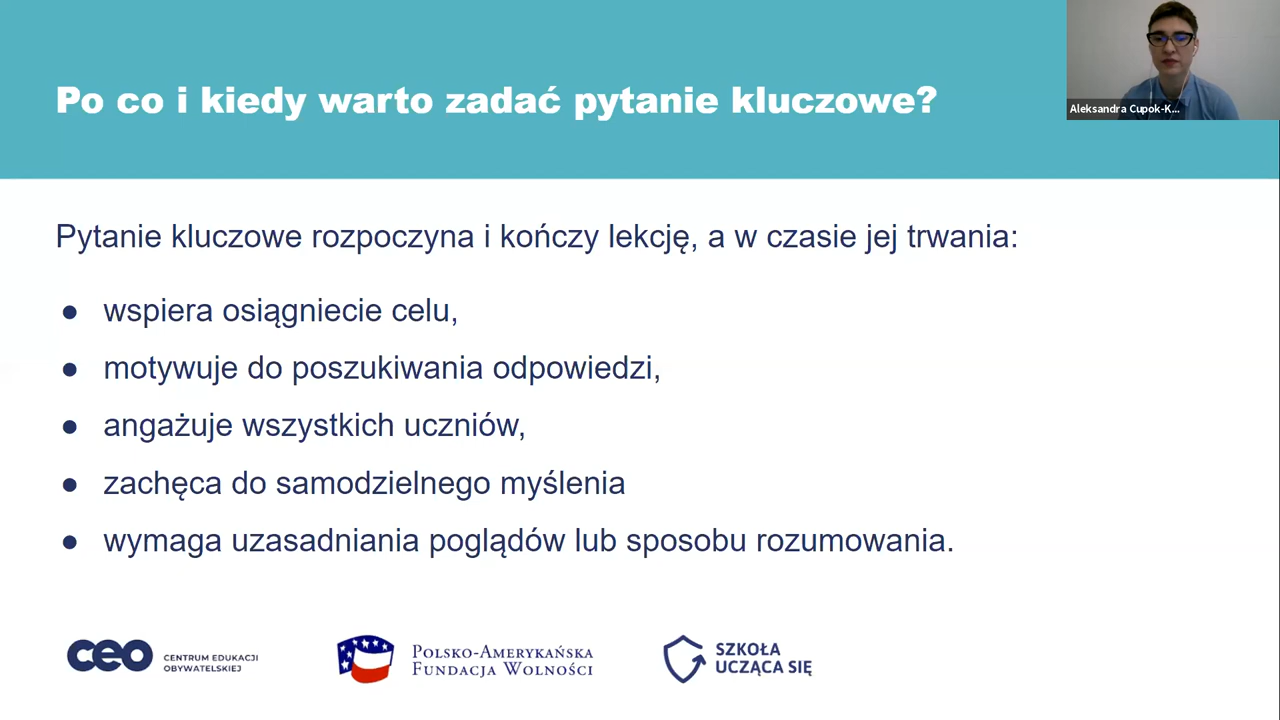 Po co i kiedy warto zadać pytanie kluczowe?
Aleksandra Cupok-K...
Pytanie kluczowe rozpoczyna i kończy lekcję, a w czasie jej trwania:
● wspiera osiągniecie celu,
● motywuje do poszukiwania odpowiedzi,
● angażuje wszystkich uczniów,
● zachęca do samodzielnego myślenia
● wymaga uzasadniania poglądów lub sposobu rozumowania.
ceo
CENTRUM EDUKACJI
OBYWATELSKIEJ
POLSKO-AMERYKAŃSKA
FUNDACJA WOLNOŚCI
SZKOŁA
UCZĄCA SIĘ